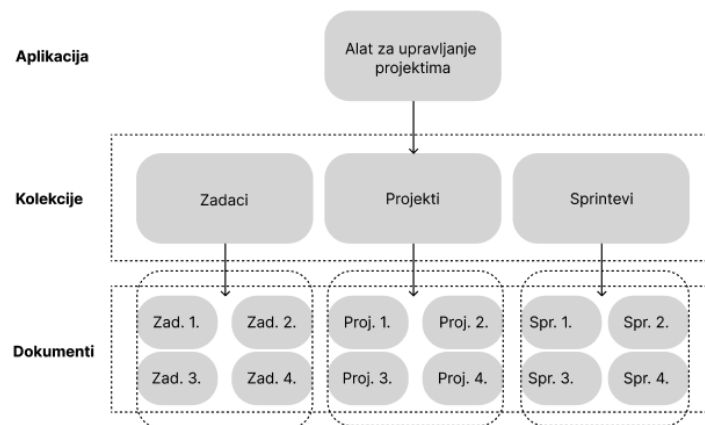 Aplikacija
Alat za upravljanje
projektima
Kolekcije
Zadaci
Projekti
Sprintevi
Dokumenti
Zad. 1.
Zad. 2.
Proj. 1.
Proj. 2.
Spr. 1.
Spr. 2.
Zad. 3.
Zad. 4.
Proj. 3.
Proj. 4.
Spr. 3.
Spr. 4.